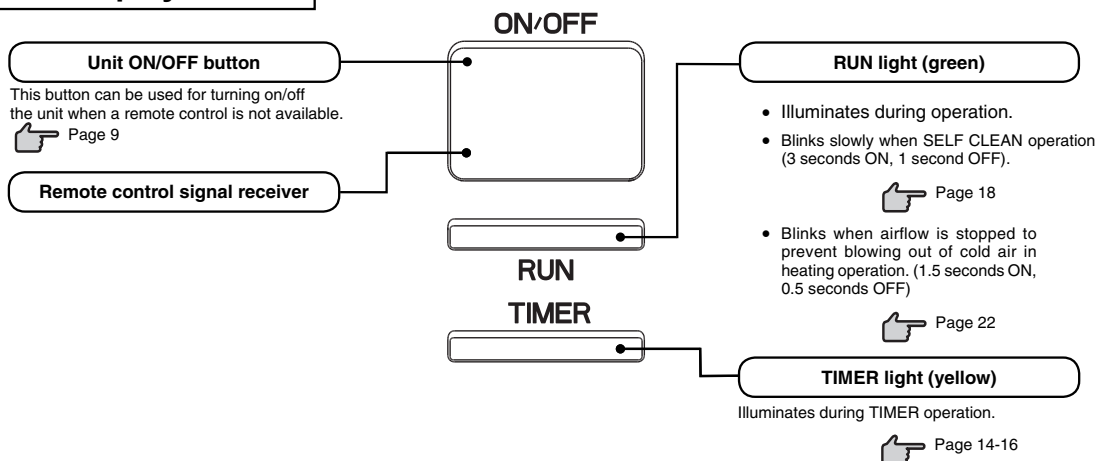 ON/OFF
Unit ON/OFF button
This button can be used for turning on/off
the unit when a remote control is not available.
Page 9
Remote control signal receiver
RUN
TIMER
RUN light (green)
• Illuminates during operation.
• Blinks slowly when SELF CLEAN operation
(3 seconds ON, 1 second OFF).
Page 18
• Blinks when airflow is stopped to
prevent blowing out of cold air in
heating operation. (1.5 seconds ON,
0.5 seconds OFF)
Page 22
TIMER light (yellow)
Illuminates during TIMER operation.
Page 14-16